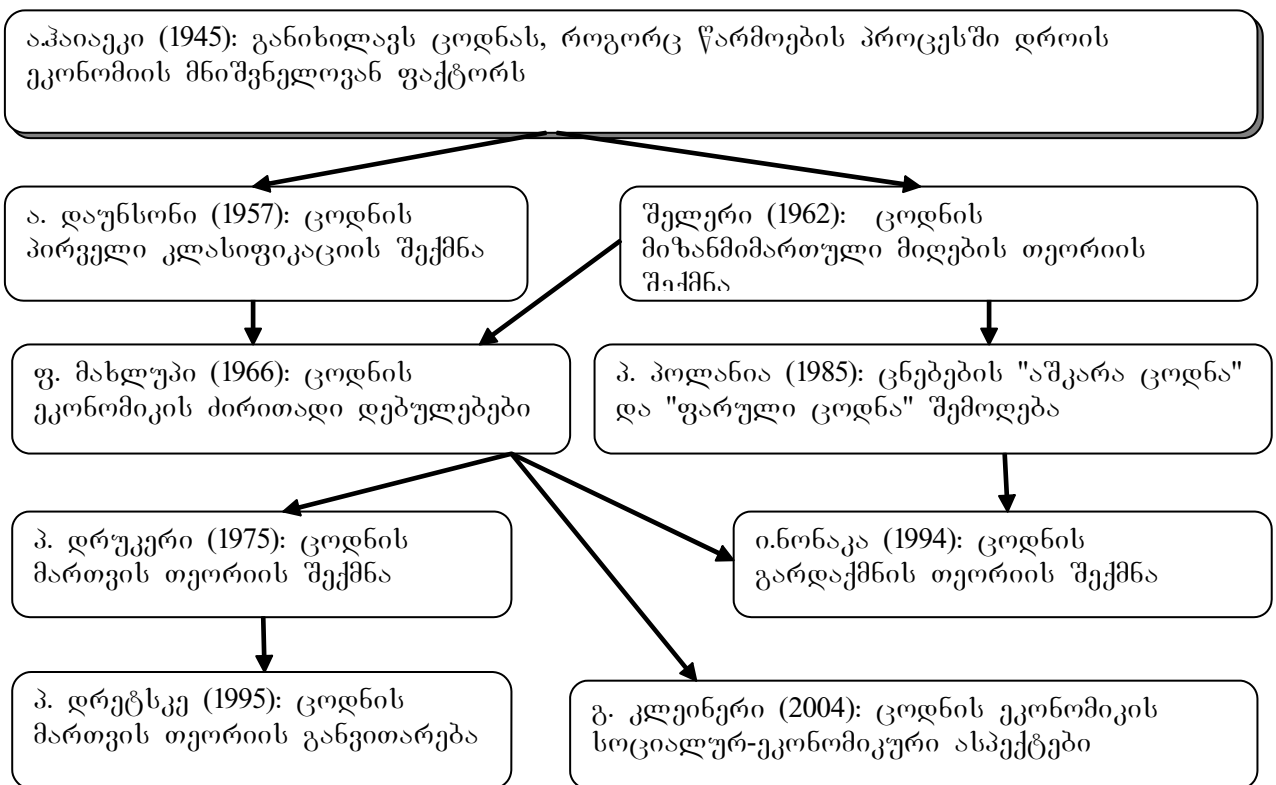 ა.ჰაიაეკი (1945): განიხილავს ცოდნას, როგორც წარმოების პროცესში დროის
ეკონომიის მნიშვნელოვან ფაქტორს
ა. დაუნსონი (1957): ცოდნის
პირველი კლასიფიკაციის შექმნა
შელერი (1962): ცოდნის
მიზანმიმართული მიღების თეორიის
შექმნა
ფ. მახლუპი (1966): ცოდნის
ეკონომიკის ძირითადი დებულებები
პ. პოლანია (1985): ცნებების "აშკარა ცოდნა"
და "ფარული ცოდნა" შემოღება
პ. დრუკერი (1975): ცოდნის
მართვის თეორიის შექმნა
ი.ნონაკა (1994): ცოდნის
გარდაქმნის თეორიის შექმნა
პ. დრეტსკე (1995): ცოდნის
მართვის თეორიის განვითარება
გ. კლეინერი (2004): ცოდნის ეკონომიკის
სოციალურ-ეკონომიკური ასპექტები